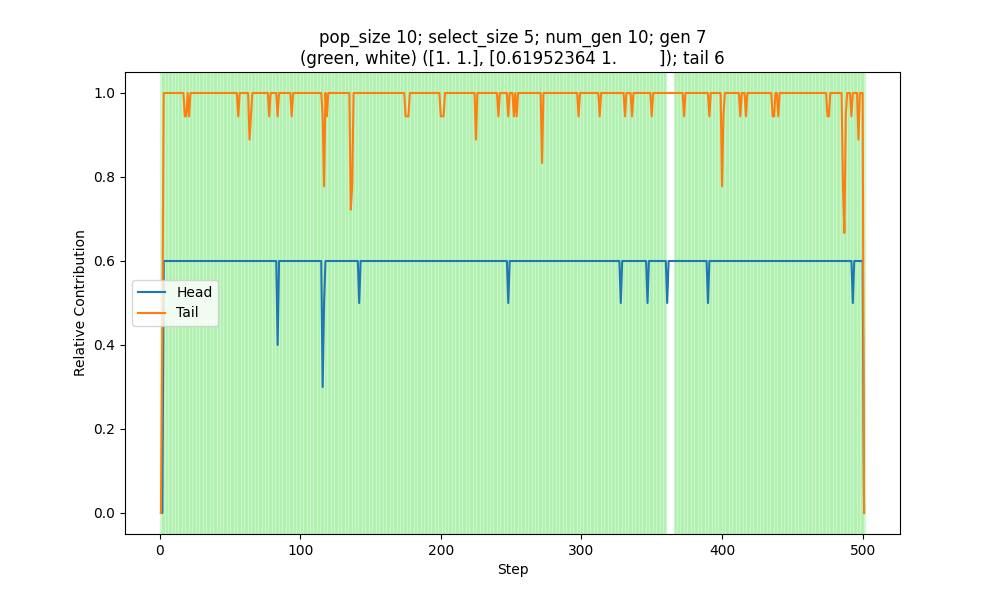 pop_size 10; select_size 5; num_gen 10; gen 7
(green, white) ([1. 1.], [0.61952364 1.         ]); tail 6
1.0
0.8
0.6
0.4
0.2
0.0
Relative Contribution
Head
Tail
0 100 200 300 400 500
Step